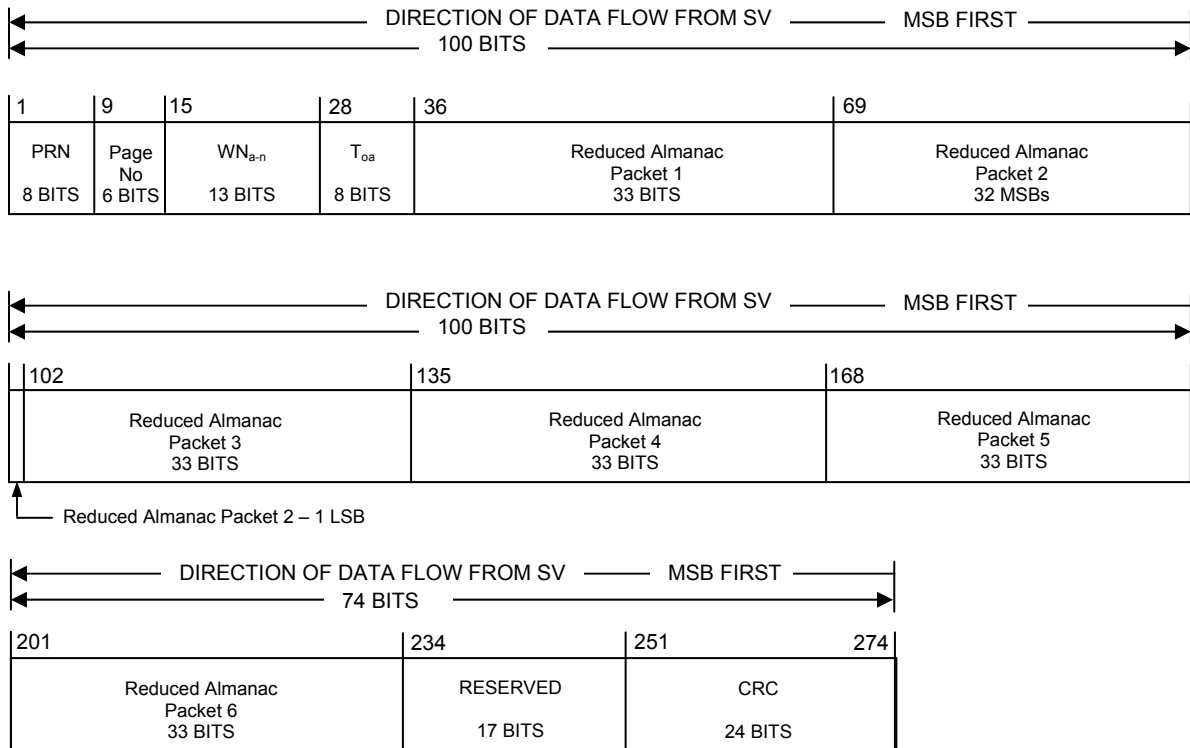 DIRECTION OF DATA FLOW FROM SV MSB FIRST
100 BITS
1 9 15 28 36 69
PRN
8 BITS
Page
No
6 BITS
WNa-n
13 BITS
Toa
8 BITS
Reduced Almanac
Packet 1
33 BITS
Reduced Almanac
Packet 2
32 MSBs
DIRECTION OF DATA FLOW FROM SV MSB FIRST
100 BITS
102 135 168
Reduced Almanac
Packet 3
33 BITS
Reduced Almanac
Packet 4
33 BITS
Reduced Almanac
Packet 5
33 BITS
Reduced Almanac Packet 2 – 1 LSB
DIRECTION OF DATA FLOW FROM SV MSB FIRST
74 BITS
201 234 251 274
Reduced Almanac
Packet 6
33 BITS
RESERVED
17 BITS
CRC
24 BITS